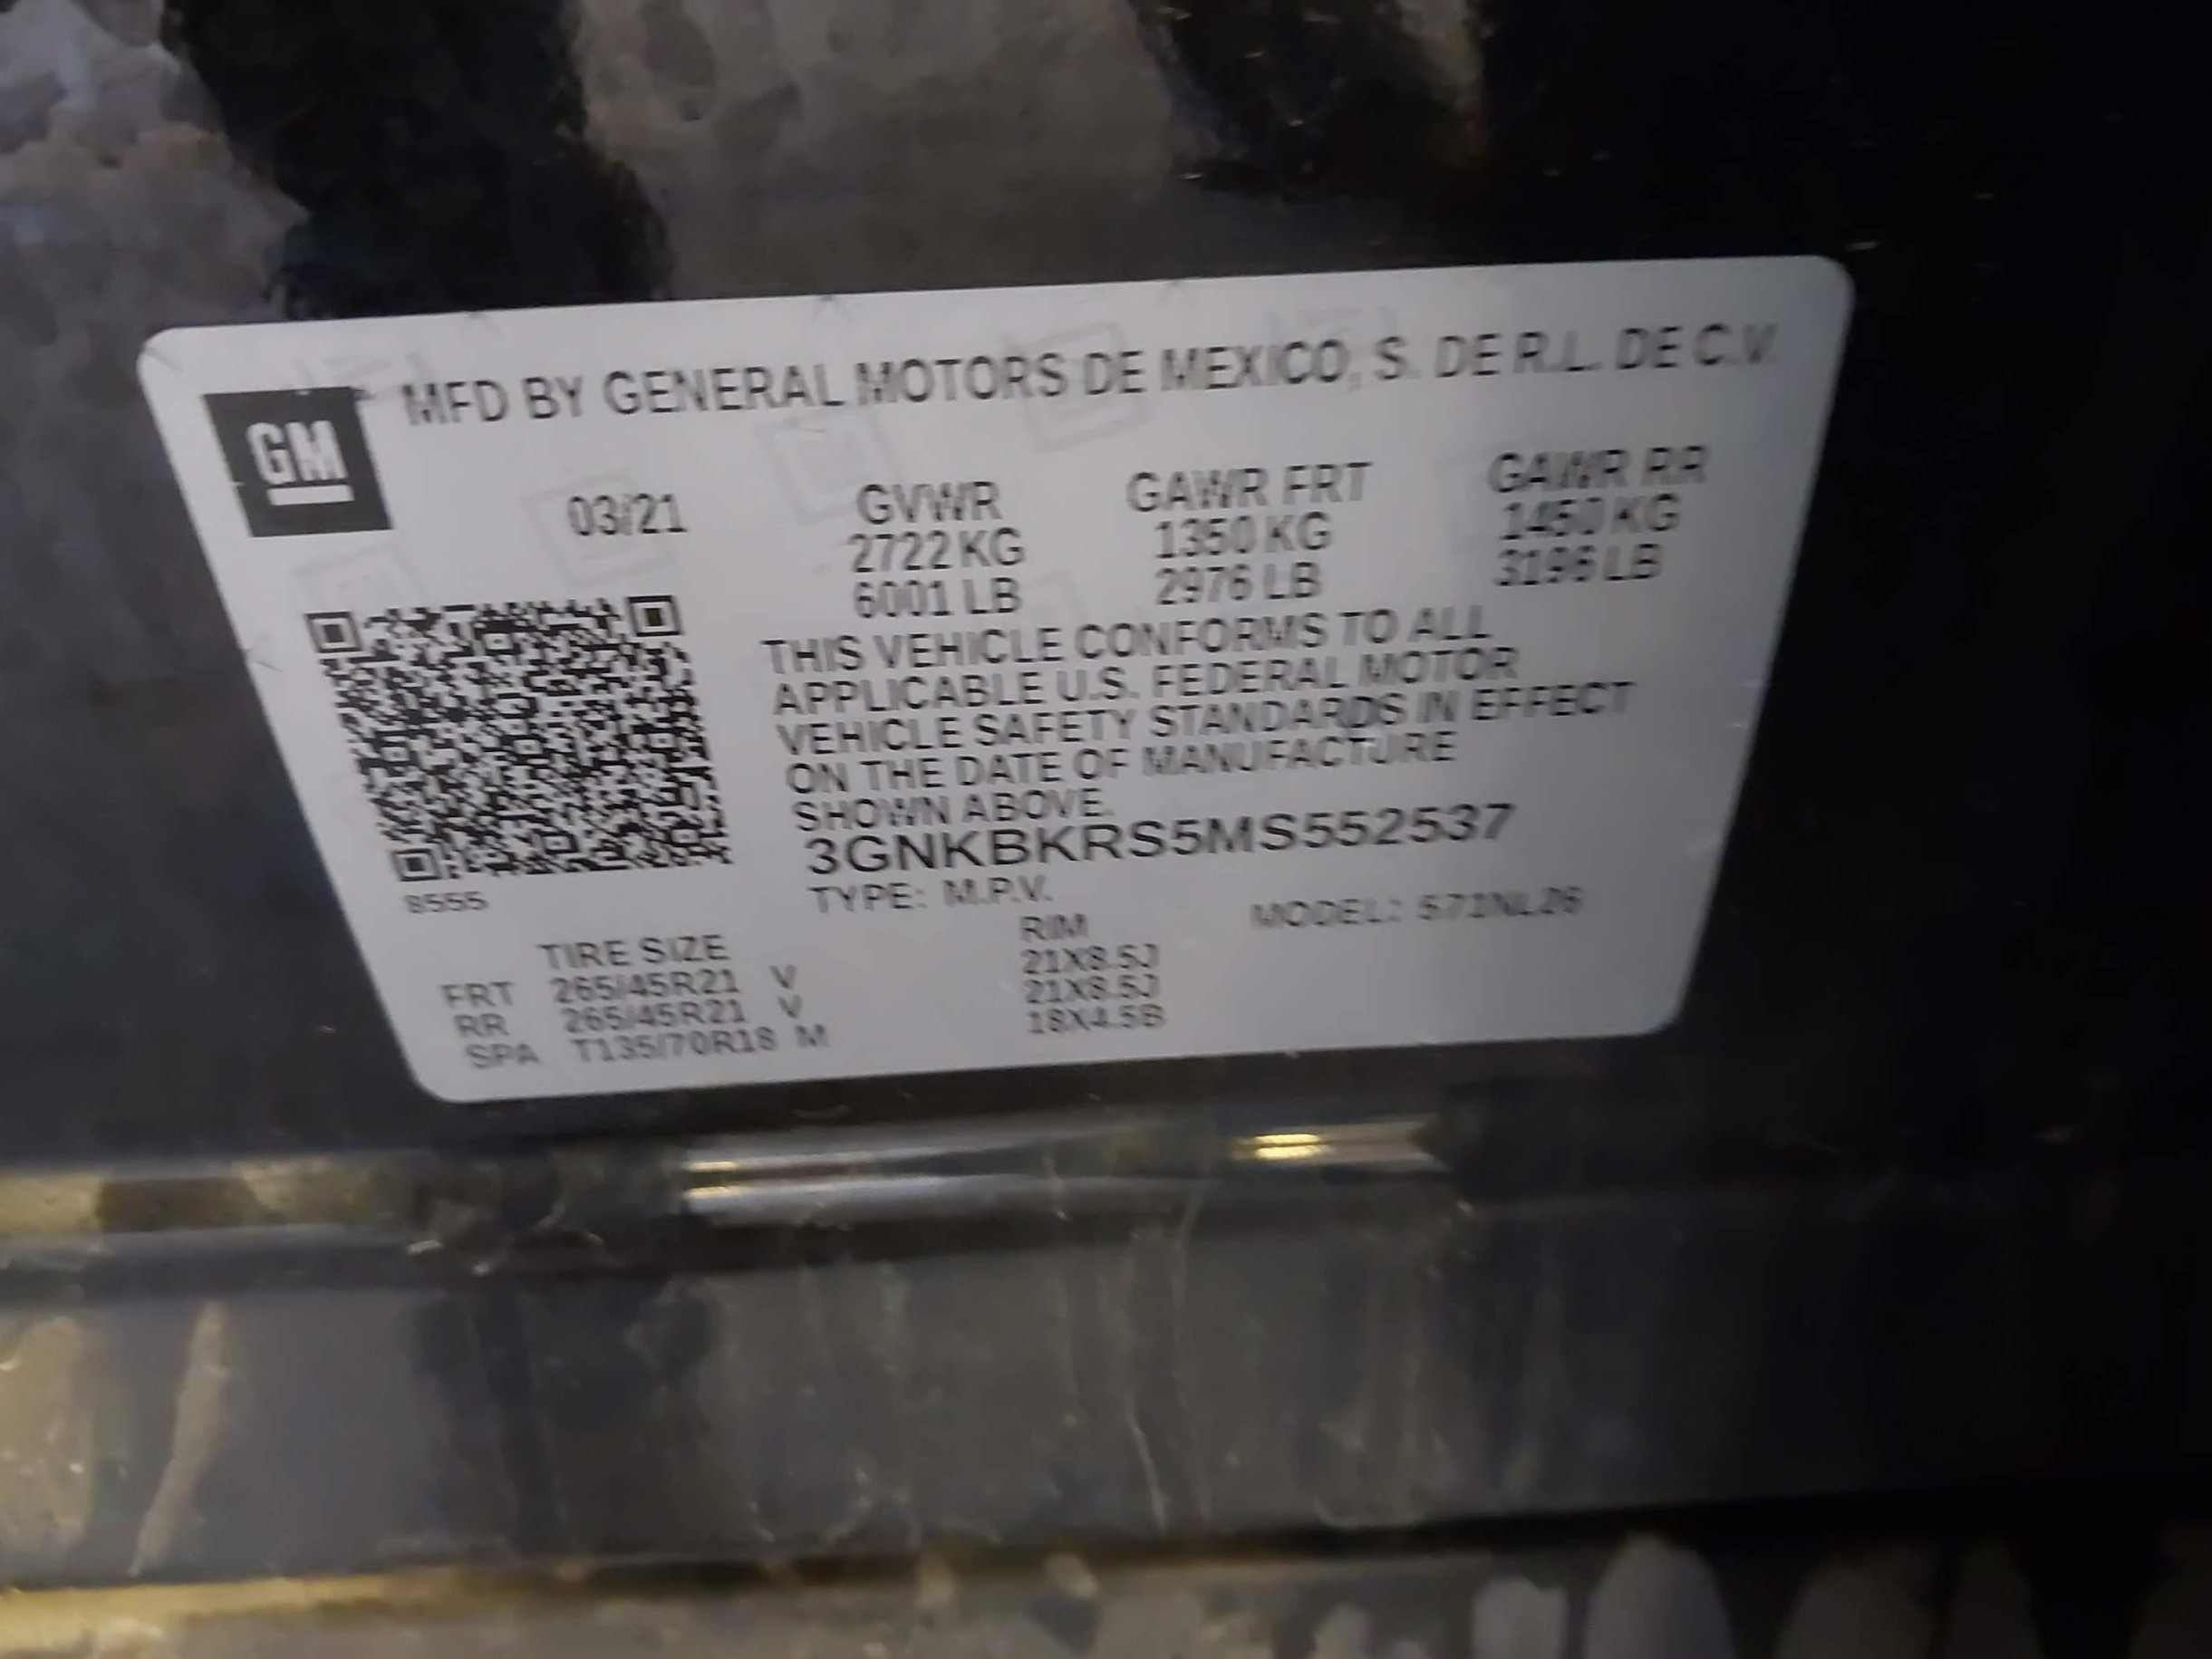 GM
MFD BY GENERAL MOTORS DE MEXICO, S. DE R.L. DE C.V.
03/21 GVWR GAWR FRT GAWR RR
2722 KG 1350 KG 1450 KG
6001 LB 2976 LB 3196 LB
THIS VEHICLE CONFORMS TO ALL
APPLICABLE U.S. FEDERAL MOTOR
VEHICLE SAFETY STANDARDS IN EFFECT
ON THE DATE OF MANUFACTURE
SHOWN ABOVE.
3GNKBKRS5MS552537
8555
TYPE: M.P.V. MODEL: 571NL26
TIRE SIZE RIM
FRT 265/45R21 V 21X8.5J
RR 265/45R21 V 21X8.5J
SPA T135/70R18 M 18X4.5B